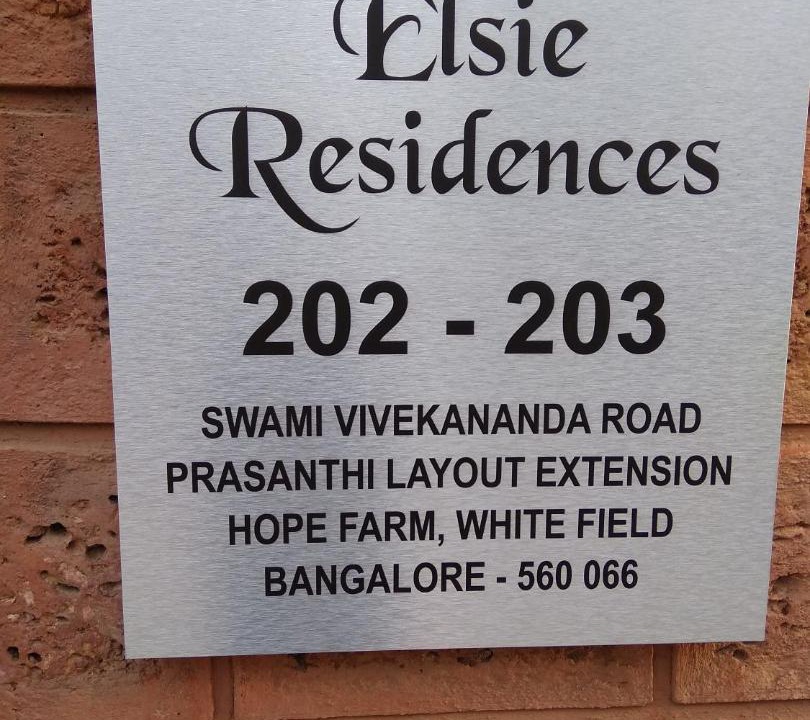 Elsie
Residences
202 - 203
SWAMI VIVEKANANDA ROAD
PRASANTHI LAYOUT EXTENSION
HOPE FARM, WHITE FIELD
BANGALORE - 560 066